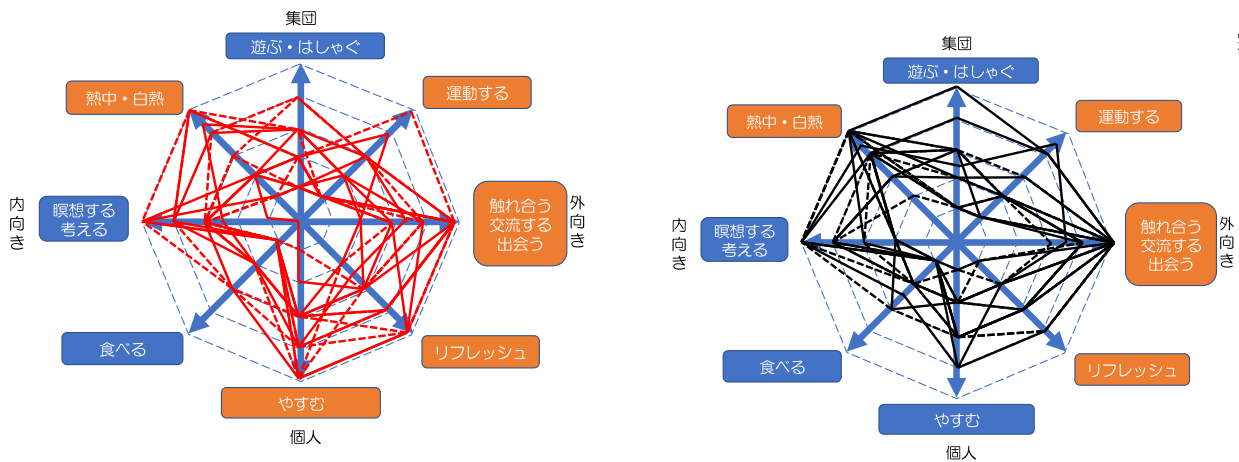 集団
遊ぶ・はしゃぐ
熱中・白熱
運動する
内向き
瞑想する
考える
触れ合う
交流する
出会う
外向き
食べる
リフレッシュ
やすむ
個人
集団
遊ぶ・はしゃぐ
熱中・白熱
運動する
内向き
瞑想する
考える
触れ合う
交流する
出会う
外向き
食べる
リフレッシュ
やすむ
個人